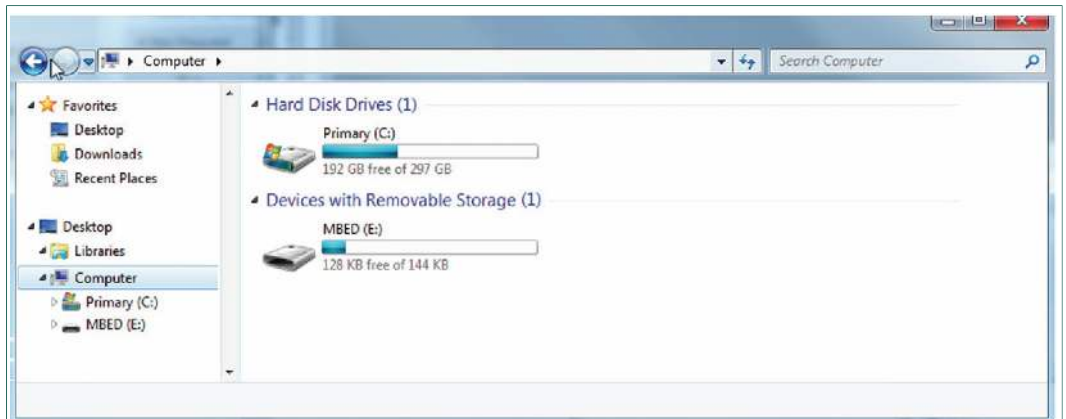 Computer
Search Computer
Favorites
Desktop
Downloads
Recent Places
Desktop
Libraries
Computer
Primary (C:)
MBED (E:)
Hard Disk Drives (1)
Primary (C:)
192 GB free of 297 GB
Devices with Removable Storage (1)
MBED (E:)
128 KB free of 144 KB